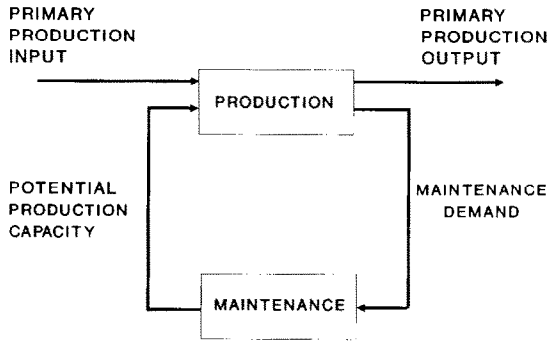 PRIMARY
PRODUCTION
INPUT
PRIMARY
PRODUCTION
OUTPUT
PRODUCTION
POTENTIAL
PRODUCTION
CAPACITY
MAINTENANCE
DEMAND
MAINTENANCE